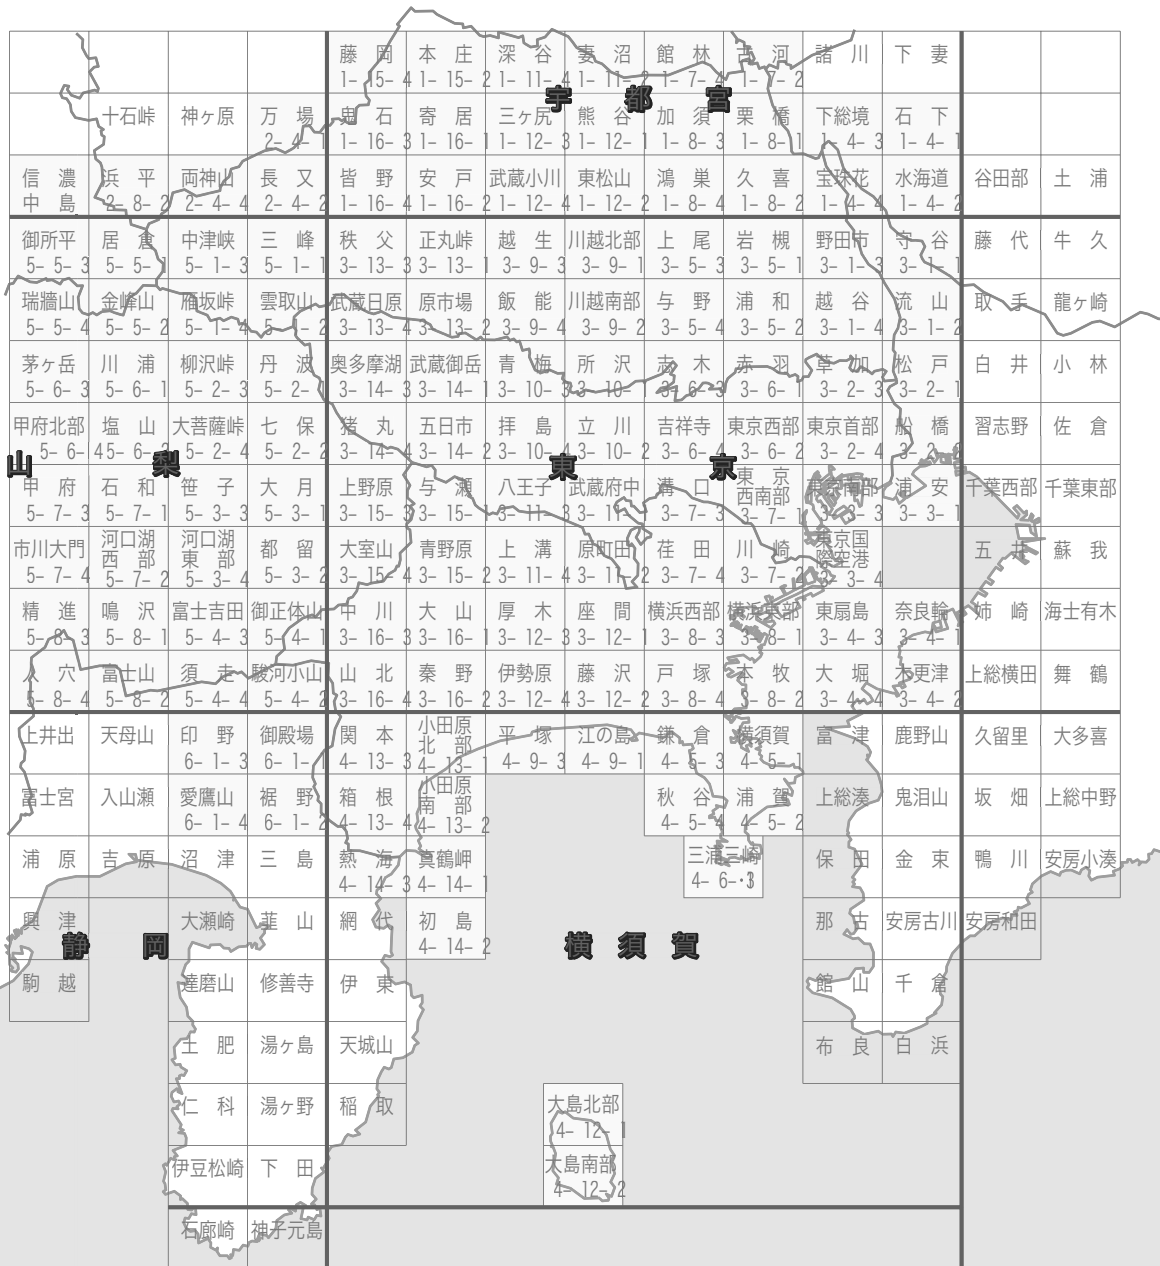 藤岡 本庄 深谷 妻沼 館林 古河 諸川 下妻
1-15-4 1-15-2 1-11-4 1-11-2 1-7-4 1-7-2
宇都宮
十石峠 神ヶ原 万場 鬼石 寄居 三ヶ尻 熊谷 加須 栗橋 下総境 石下
2-4-1 1-16-3 1-16-1 1-12-3 1-12-1 1-8-3 1-8-1 1-4-3 1-4-1
信濃中島 浜平 両神山 長又 皆野 安戸 武蔵小川 東松山 鴻巣 久喜 宝珠花 水海道 谷田部 土浦
2-8-2 2-4-4 2-4-2 1-16-4 1-16-2 1-12-4 1-12-2 1-8-4 1-8-2 1-4-4 1-4-2
御所平 居倉 中津峡 三峰 秩父 正丸峠 越生 川越北部 上尾 岩槻 野田市 守谷 藤代 牛久
5-5-3 5-5-1 5-1-3 5-1-1 3-13-3 3-13-1 3-9-3 3-9-1 3-5-3 3-5-1 3-1-3 3-1-1
瑞牆山 金峰山 雁坂峠 雲取山 武蔵日原 原市場 飯能 川越南部 与野 浦和 越谷 流山 取手 龍ヶ崎
5-5-4 5-5-2 5-1-4 5-1-2 3-13-4 3-13-2 3-9-4 3-9-2 3-5-4 3-5-2 3-1-4 3-1-2
茅ヶ岳 川浦 柳沢峠 丹波 奥多摩湖 武蔵御岳 青梅 所沢 志木 赤羽 草加 松戸 白井 小林
5-6-3 5-6-1 5-2-3 5-2-1 3-14-3 3-14-1 3-10-3 3-10-1 3-6-3 3-6-1 3-2-3 3-2-1
甲府北部 塩山 大菩薩峠 七保 猪丸 五日市 拝島 立川 吉祥寺 東京西部 東京首部 船橋 習志野 佐倉
5-6-4 5-6-2 5-2-4 5-2-2 3-14-4 3-14-2 3-10-4 3-10-2 3-6-4 3-6-2 3-2-4 3-2-2
山梨 東京
甲府 石和 笹子 大月 上野原 与瀬 八王子 武蔵府中 溝口 東京西南部 東京南部 浦安 千葉西部 千葉東部
5-7-3 5-7-1 5-3-3 5-3-1 3-15-3 3-15-1 3-11-3 3-11-1 3-7-3 3-7-1 3-3-3 3-3-1
市川大門 河口湖西部 河口湖東部 都留 大室山 青野原 上溝 原町田 荏田 川崎 東京国際空港 五井 蘇我
5-7-4 5-7-2 5-3-4 5-3-2 3-15-4 3-15-2 3-11-4 3-11-2 3-7-4 3-7-2 3-3-4
精進 鳴沢 富士吉田 御正体山 中川 大山 厚木 座間 横浜西部 横浜東部 東扇島 奈良輪 姉崎 海士有木
5-8-3 5-8-1 5-4-3 5-4-1 3-16-3 3-16-1 3-12-3 3-12-1 3-8-3 3-8-1 3-4-3 3-4-1
人穴 富士山 須走 駿河小山 山北 秦野 伊勢原 藤沢 戸塚 本牧 大堀 木更津 上総横田 舞鶴
5-8-4 5-8-2 5-4-4 5-4-2 3-16-4 3-16-2 3-12-4 3-12-2 3-8-4 3-8-2 3-4-4 3-4-2
上井出 天母山 印野 御殿場 関本 小田原北部 平塚 江の島 鎌倉 横須賀 富津 鹿野山 久留里 大多喜
6-1-3 6-1-1 4-13-3 4-13-1 4-9-3 4-9-1 4-5-3 4-5-1
富士宮 入山瀬 愛鷹山 裾野 箱根 小田原南部 秋谷 浦賀 上総湊 鬼泪山 坂畑 上総中野
6-1-4 6-1-2 4-13-4 4-13-2 4-5-4 4-5-2
浦原 吉原 沼津 三島 熱海 真鶴岬 三浦三崎 保田 金束 鴨川 安房小湊
4-14-3 4-14-1 4-6-·3
興津 大瀬崎 韮山 網代 初島 那古 安房古川 安房和田
4-14-2
静岡 横須賀
駒越 達磨山 修善寺 伊東 館山 千倉
土肥 湯ヶ島 天城山 布良 白浜
仁科 湯ヶ野 稲取 大島北部
4-12-1
伊豆松崎 下田 大島南部
4-12-2
石廊崎 神子元島